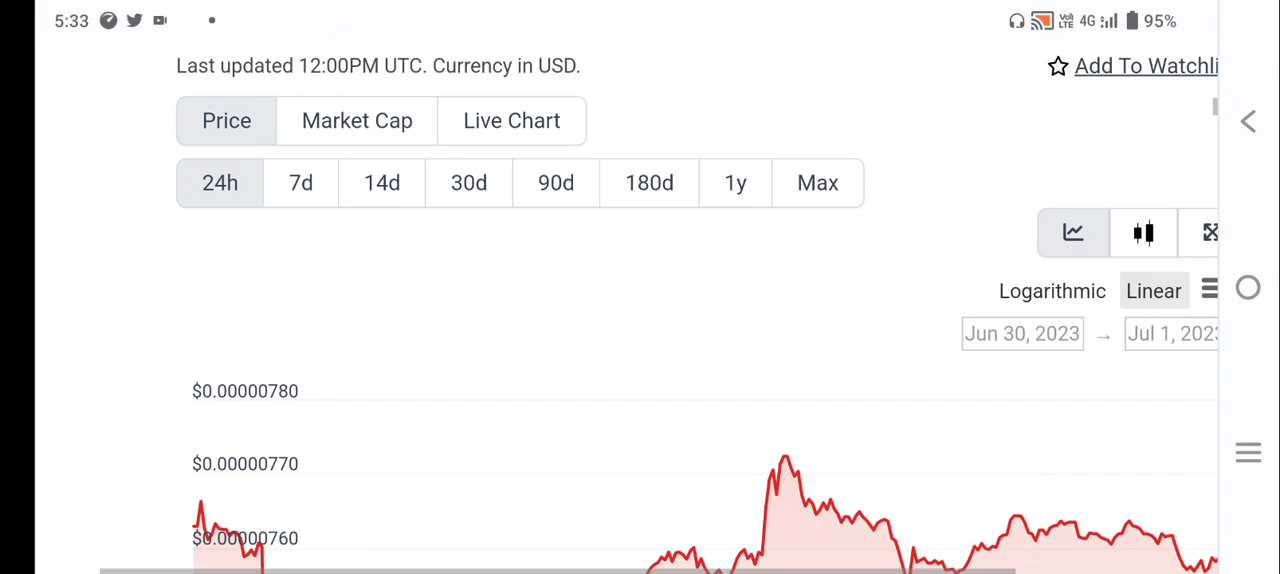 5:33 4G 95%
Last updated 12:00PM UTC. Currency in USD.
Add To Watchli
Price Market Cap Live Chart
24h 7d 14d 30d 90d 180d 1y Max
Logarithmic Linear
Jun 30, 2023 → Jul 1, 202
$0.00000780
$0.00000770
$0.00000760